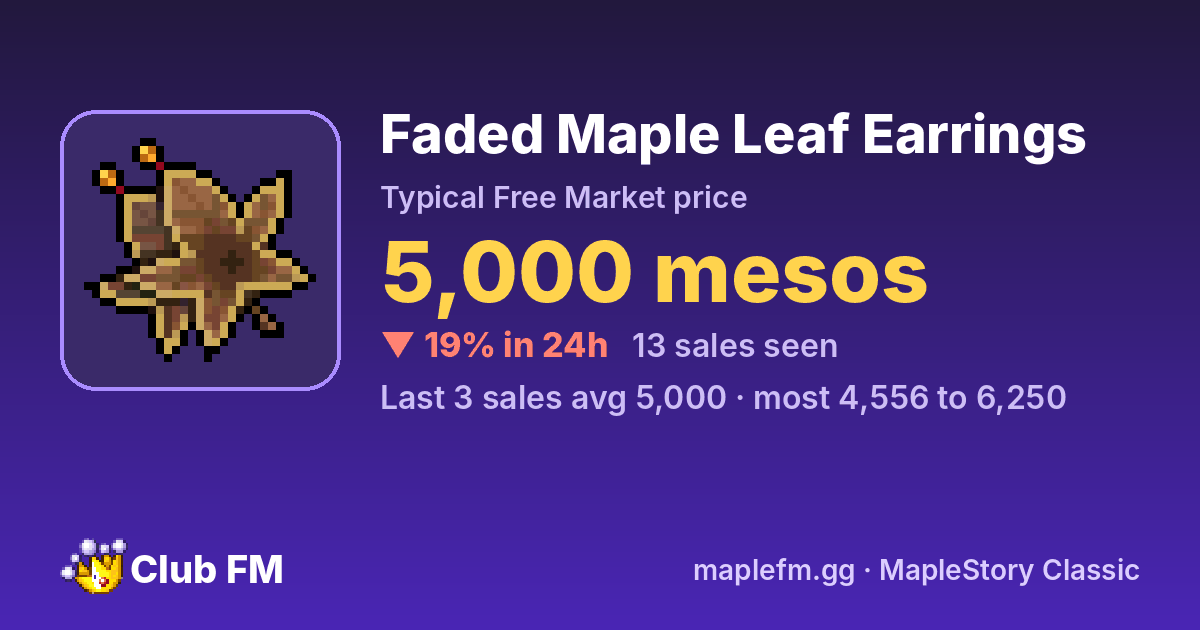 Faded Maple Leaf Earrings
Typical Free Market price
5,000 mesos
▼ 19% in 24h 13 sales seen
Last 3 sales avg 5,000 · most 4,556 to 6,250
Club FM
maplefm.gg · MapleStory Classic